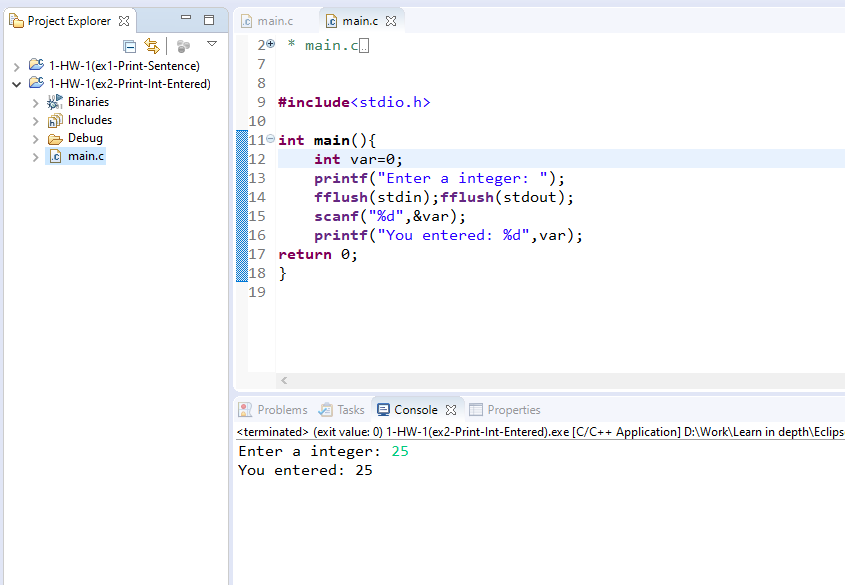 Project Explorer
1-HW-1(ex1-Print-Sentence)
1-HW-1(ex2-Print-Int-Entered)
Binaries
Includes
Debug
main.c
main.c
main.c
2 * main.c
7
8
9 #include<stdio.h>
10
11 int main(){
12 int var=0;
13 printf("Enter a integer: ");
14 fflush(stdin);fflush(stdout);
15 scanf("%d",&var);
16 printf("You entered: %d",var);
17 return 0;
18 }
19
Problems Tasks Console Properties
<terminated> (exit value: 0) 1-HW-1(ex2-Print-Int-Entered).exe [C/C++ Application] D:\Work\Learn in depth\Eclips
Enter a integer: 25
You entered: 25